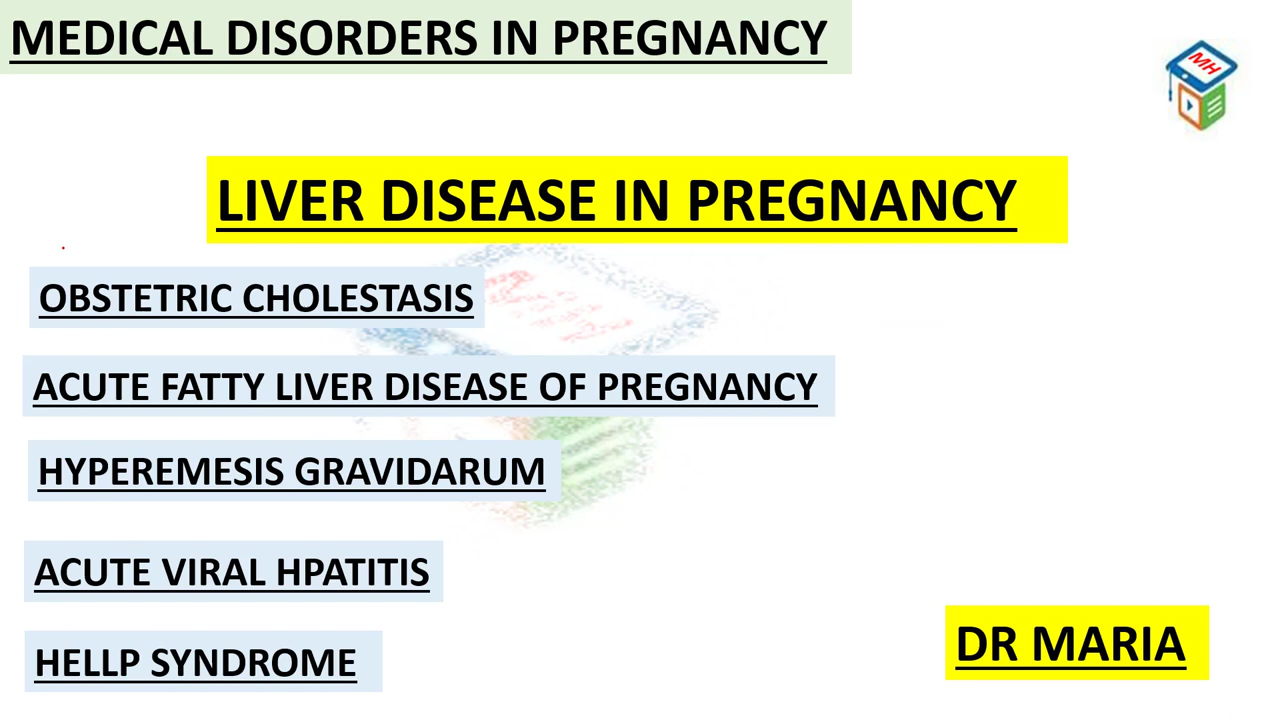 MEDICAL DISORDERS IN PREGNANCY
MH
LIVER DISEASE IN PREGNANCY
OBSTETRIC CHOLESTASIS
ACUTE FATTY LIVER DISEASE OF PREGNANCY
HYPEREMESIS GRAVIDARUM
ACUTE VIRAL HPATITIS
DR MARIA
HELLP SYNDROME